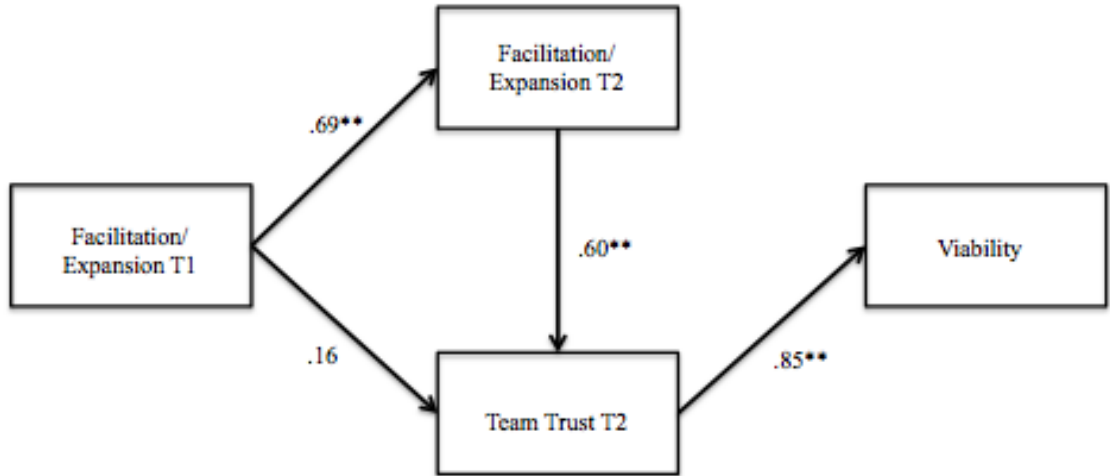 Facilitation/
Expansion T2
.69**
Facilitation/
Expansion T1
.60**
Viability
.16
.85**
Team Trust T2